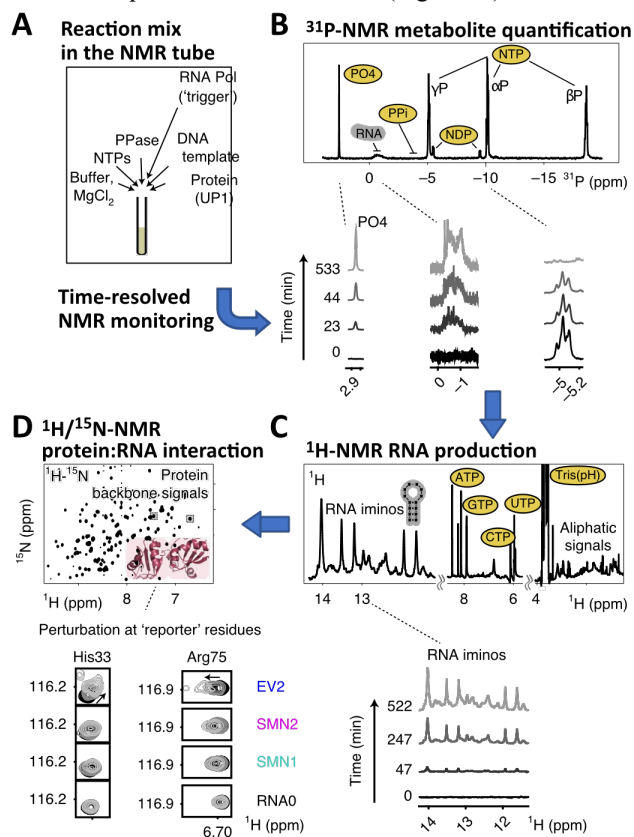 A
Reaction mix
in the NMR tube
RNA Pol
('trigger')
PPase
DNA
template
NTPs
Buffer,
MgCl2
Protein
(UP1)
Time-resolved
NMR monitoring
B
31P-NMR metabolite quantification
PO4
NTP
γP
αP
βP
PPi
RNA
NDP
0
−5
−10
−15
31P (ppm)
PO4
Time (min)
533
44
23
0
2.9
0
−1
−5
−5.2
D
1H/15N-NMR
protein:RNA interaction
1H-15N
Protein
backbone signals
15N (ppm)
1H (ppm)
8
7
Perturbation at 'reporter' residues
His33
Arg75
116.2
116.9
EV2
116.2
116.9
SMN2
116.2
116.9
SMN1
116.2
116.9
RNA0
6.70
1H (ppm)
C
1H-NMR RNA production
1H
ATP
Tris(pH)
RNA iminos
GTP
UTP
CTP
Aliphatic
signals
14
13
8
6
4
1H (ppm)
RNA iminos
Time (min)
522
247
47
0
14
13
12
1H (ppm)